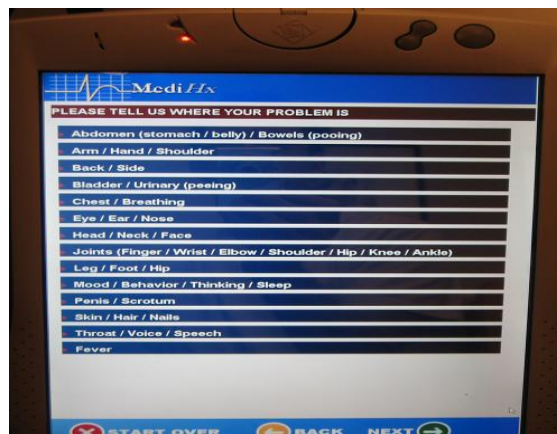 MediHx
PLEASE TELL US WHERE YOUR PROBLEM IS
Abdomen (stomach / belly) / Bowels (pooing)
Arm / Hand / Shoulder
Back / Side
Bladder / Urinary (peeing)
Chest / Breathing
Eye / Ear / Nose
Head / Neck / Face
Joints (Finger / Wrist / Elbow / Shoulder / Hip / Knee / Ankle)
Leg / Foot / Hip
Mood / Behavior / Thinking / Sleep
Penis / Scrotum
Skin / Hair / Nails
Throat / Voice / Speech
Fever
START OVER BACK NEXT